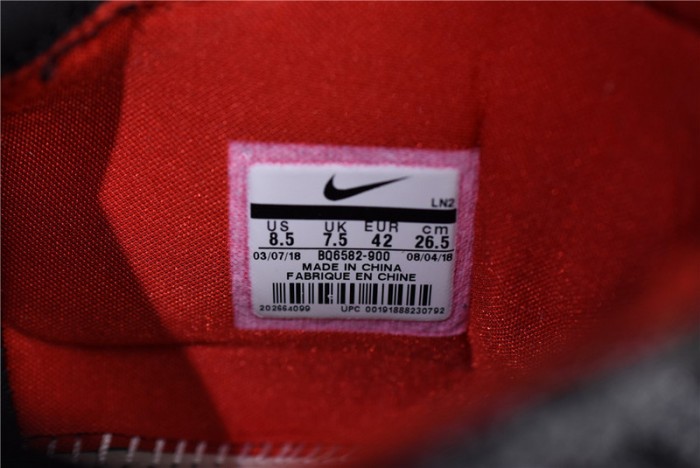 LN2
US UK EUR cm
8.5 7.5 42 26.5
03/07/18 BQ6582-900 08/04/18
MADE IN CHINA
FABRIQUE EN CHINE
202664099 UPC 00191888230792